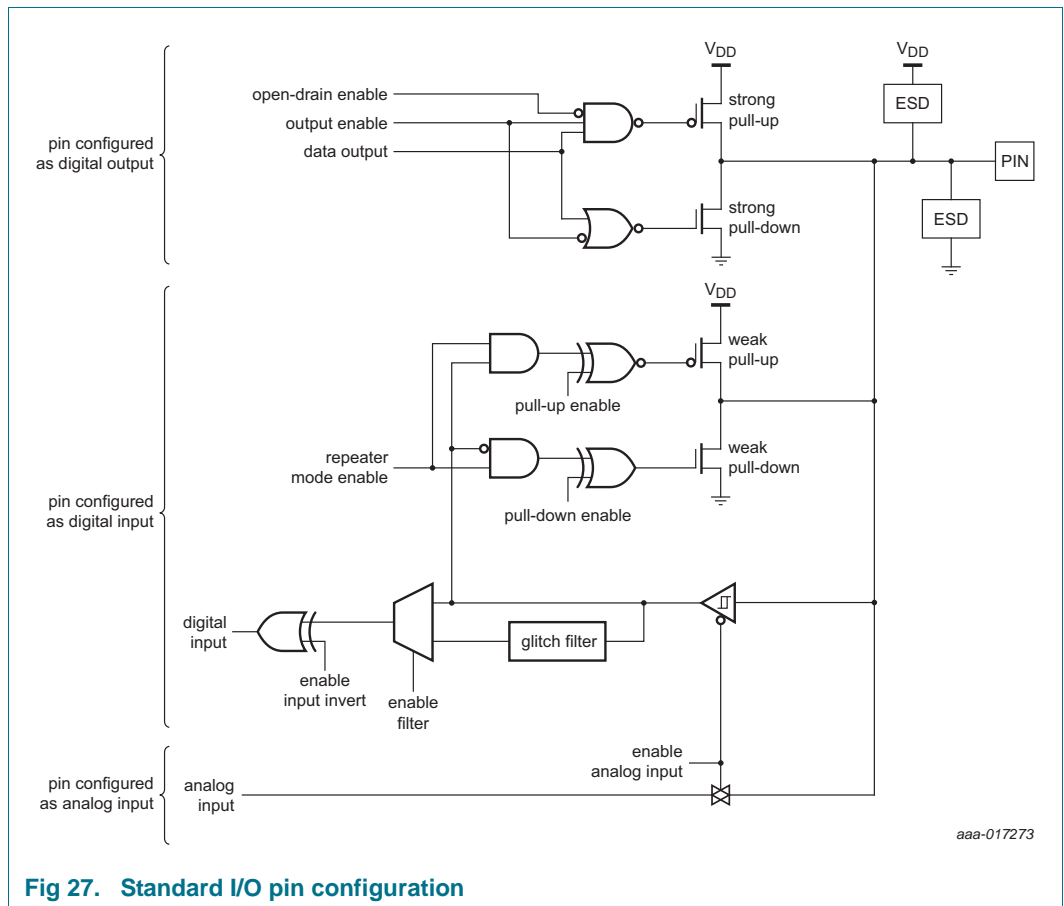 VDD
VDD
open-drain enable
strong
pull-up
ESD
output enable
pin configured
as digital output
data output
PIN
strong
pull-down
ESD
VDD
weak
pull-up
pull-up enable
repeater
mode enable
weak
pull-down
pin configured
as digital input
pull-down enable
digital
input
glitch filter
enable
input invert
enable
filter
enable
analog input
pin configured
as analog input
analog
input
aaa-017273
Fig 27. Standard I/O pin configuration